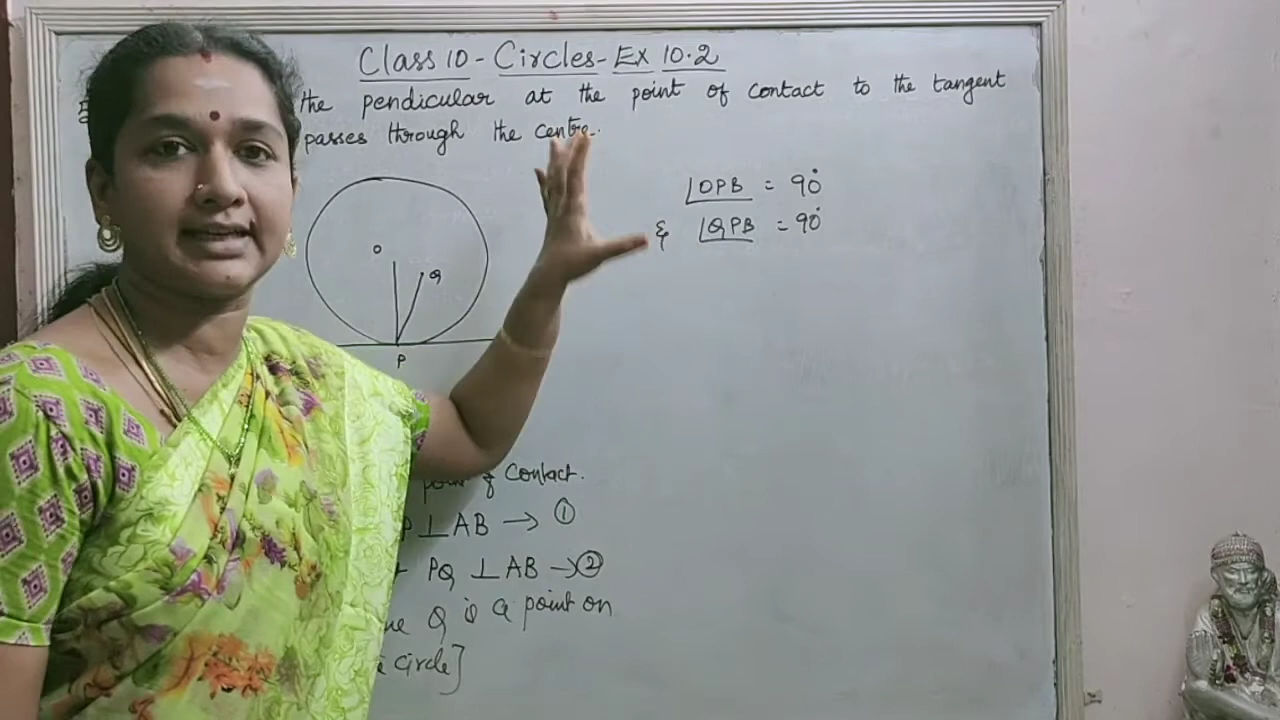 Class 10 - Circles - Ex 10.2
the pendicular at the point of contact to the tangent
passes through the centre.
∠OPB = 90°
& ∠QPB = 90°
O
Q
P
point of Contact.
P ⊥ AB → ①
PQ ⊥ AB → ②
Q is a point on
Circle]